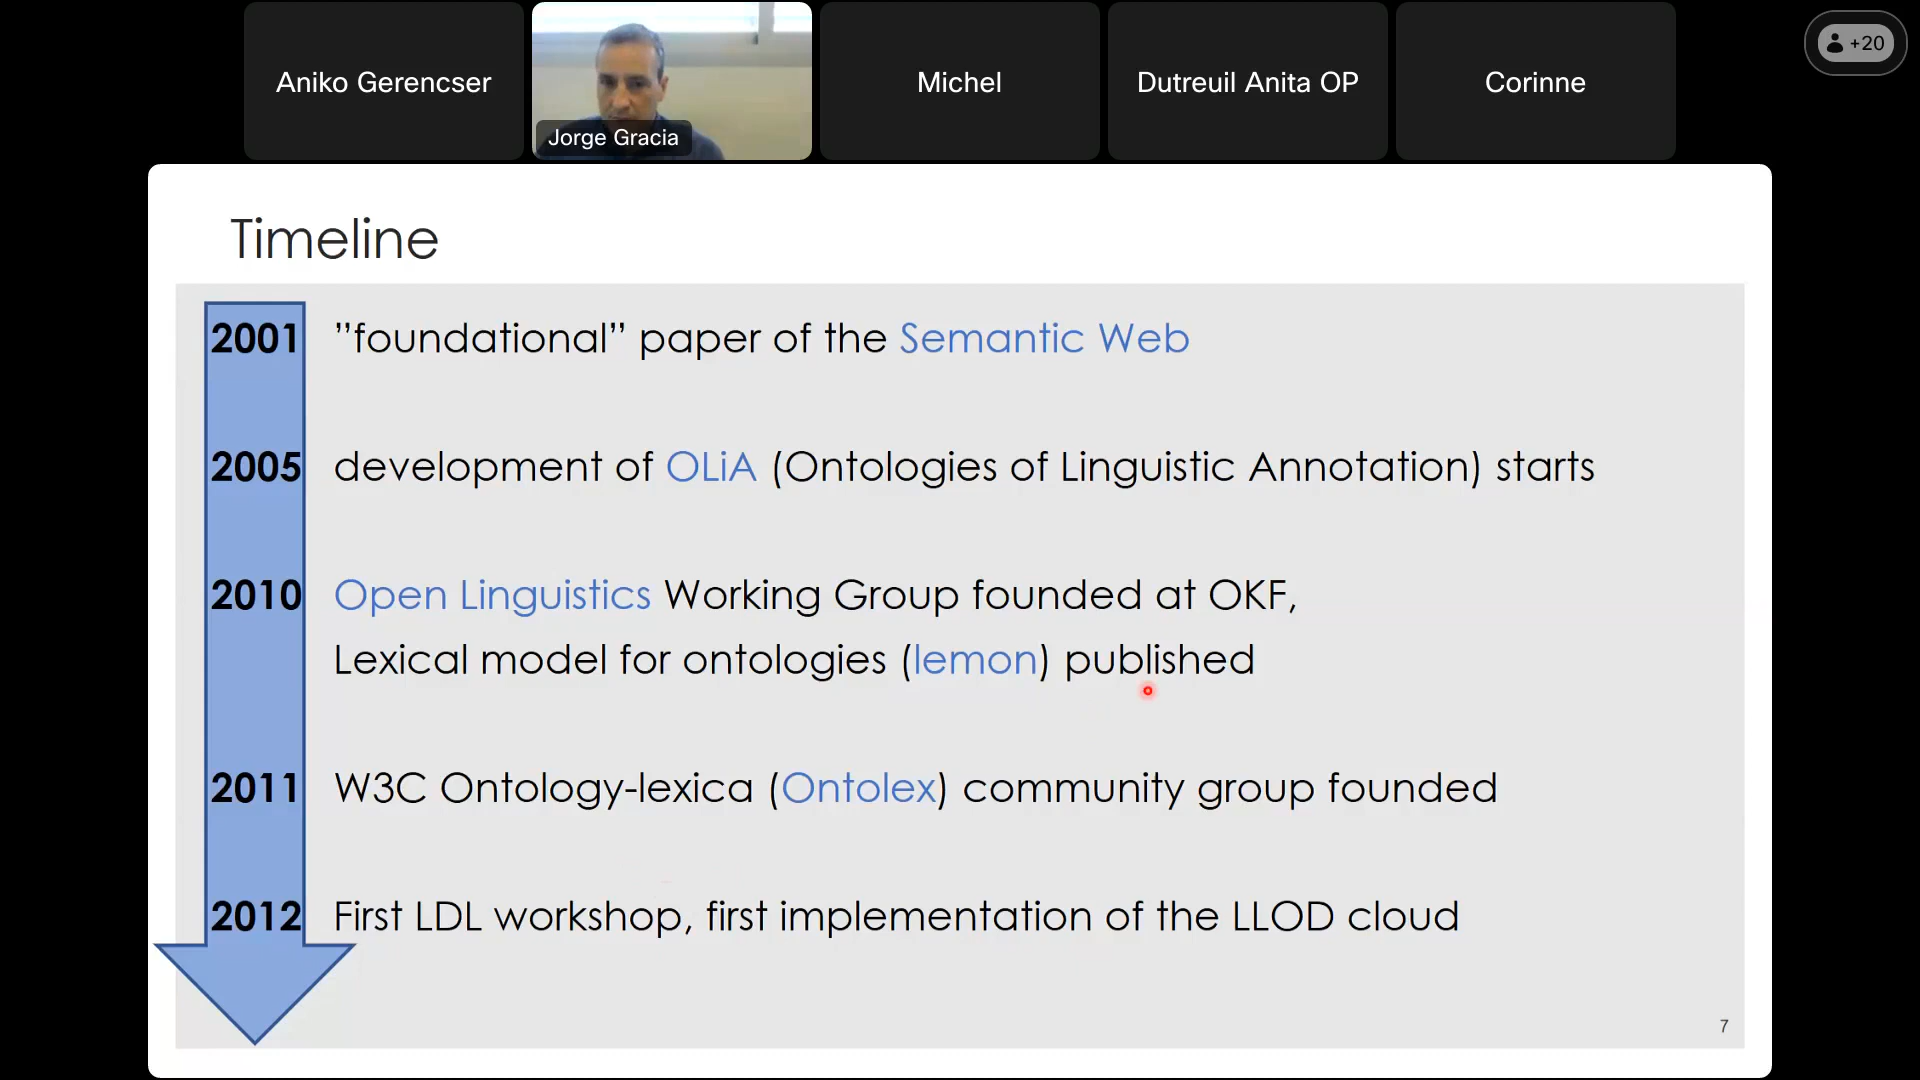 Aniko Gerencser
Jorge Gracia
Michel
Dutreuil Anita OP
Corinne
+20
Timeline
2001 ”foundational” paper of the Semantic Web
2005 development of OLiA (Ontologies of Linguistic Annotation) starts
2010 Open Linguistics Working Group founded at OKF,
Lexical model for ontologies (lemon) published
2011 W3C Ontology-lexica (Ontolex) community group founded
2012 First LDL workshop, first implementation of the LLOD cloud
7